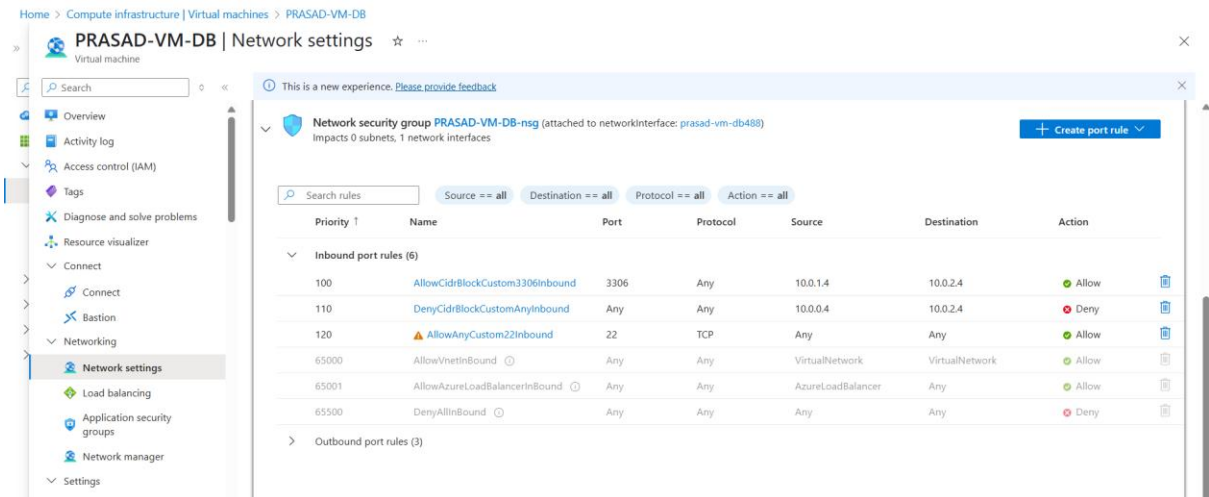 Home > Compute infrastructure | Virtual machines > PRASAD-VM-DB
PRASAD-VM-DB | Network settings
Virtual machine
Search
This is a new experience. Please provide feedback
Overview
Activity log
Access control (IAM)
Tags
Diagnose and solve problems
Resource visualizer
Connect
Connect
Bastion
Networking
Network settings
Load balancing
Application security
groups
Network manager
Settings
Network security group PRASAD-VM-DB-nsg (attached to networkInterface: prasad-vm-db488)
Impacts 0 subnets, 1 network interfaces
Create port rule
Search rules Source == all Destination == all Protocol == all Action == all
Priority ↑ Name Port Protocol Source Destination Action
Inbound port rules (6)
100 AllowCidrBlockCustom3306Inbound 3306 Any 10.0.1.4 10.0.2.4 Allow
110 DenyCidrBlockCustomAnyInbound Any Any 10.0.0.4 10.0.2.4 Deny
120 AllowAnyCustom22Inbound 22 TCP Any Any Allow
65000 AllowVnetInBound Any Any VirtualNetwork VirtualNetwork Allow
65001 AllowAzureLoadBalancerInBound Any Any AzureLoadBalancer Any Allow
65500 DenyAllInBound Any Any Any Any Deny
Outbound port rules (3)